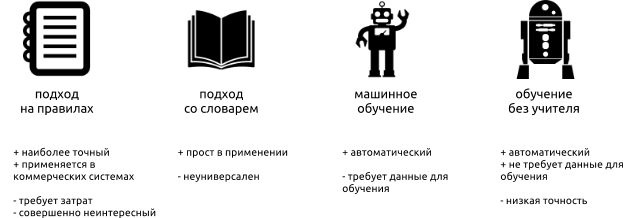 подход
на правилах
+ наиболее точный
+ применяется в
коммерческих системах
- требует затрат
- совершенно неинтересный
подход
со словарем
+ прост в применении
- неуниверсален
машинное
обучение
+ автоматический
- требует данные для
обучения
обучение
без учителя
+ автоматический
+ не требует данные для
обучения
- низкая точность